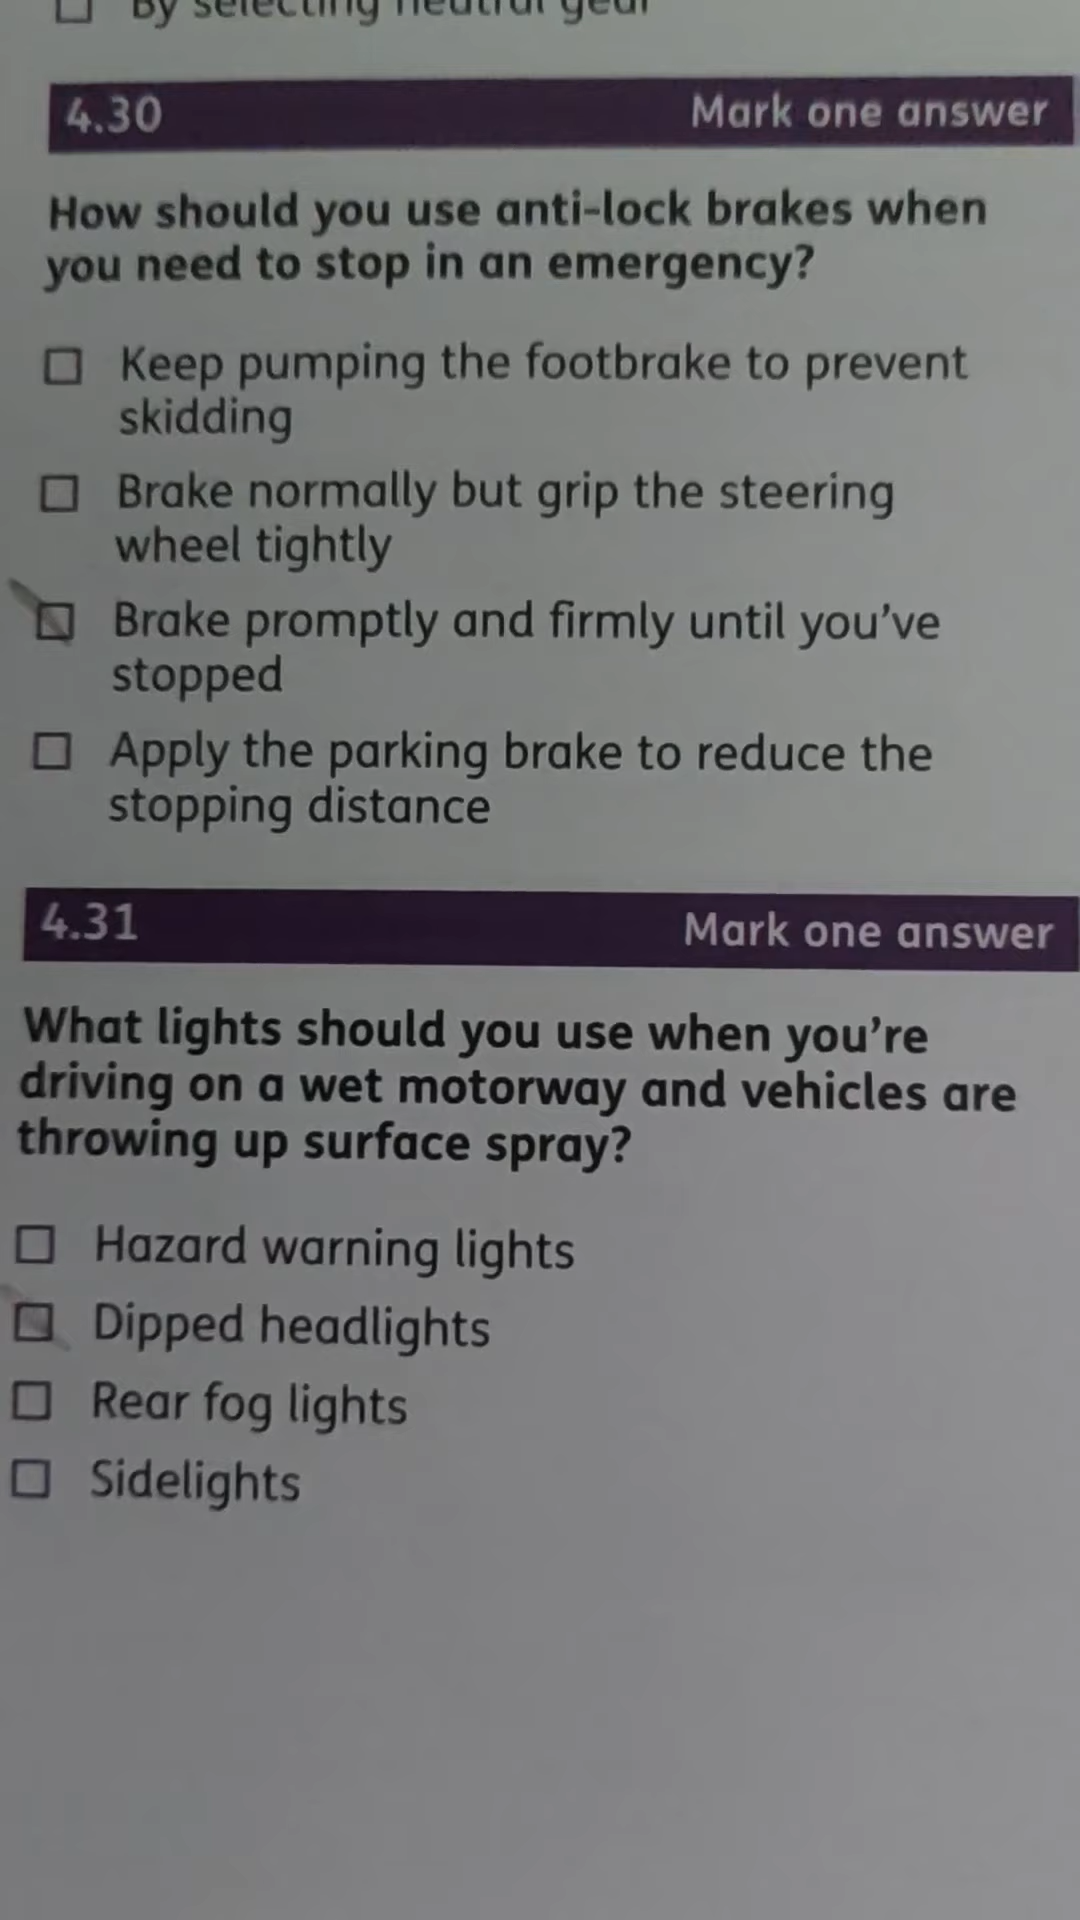 By selecting neutral gear
4.30 Mark one answer
How should you use anti-lock brakes when
you need to stop in an emergency?
Keep pumping the footbrake to prevent
skidding
Brake normally but grip the steering
wheel tightly
Brake promptly and firmly until you've
stopped
Apply the parking brake to reduce the
stopping distance
4.31 Mark one answer
What lights should you use when you're
driving on a wet motorway and vehicles are
throwing up surface spray?
Hazard warning lights
Dipped headlights
Rear fog lights
Sidelights